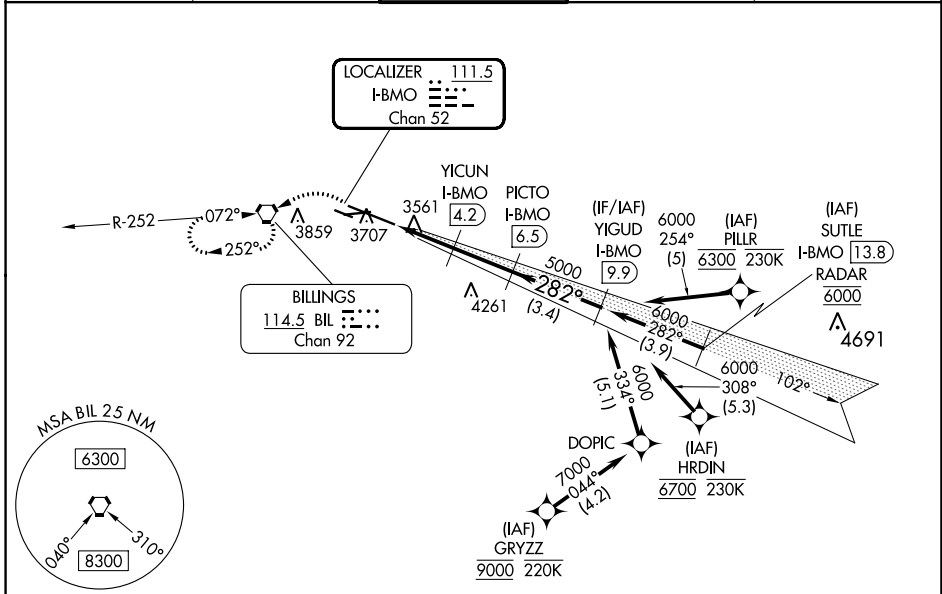 LOCALIZER 111.5
I-BMO
Chan 52
R-252
072°
252°
3859
3707
3561
YICUN
I-BMO
4.2
PICTO
I-BMO
6.5
(IF/IAF)
YIGUD
I-BMO
9.9
6000
254°
(5)
(IAF)
PILLR
6300 230K
(IAF)
SUTLE
I-BMO 13.8
RADAR
6000
4691
4261
5000
282°
(3.4)
6000
282°
(3.9)
BILLINGS
114.5 BIL
Chan 92
6000
334°
(5.1)
6000
308°
(5.3)
102°
DOPIC
(IAF)
HRDIN
6700 230K
7000
044°
(4.2)
(IAF)
GRYZZ
9000 220K
MSA BIL 25 NM
6300
040°
310°
8300